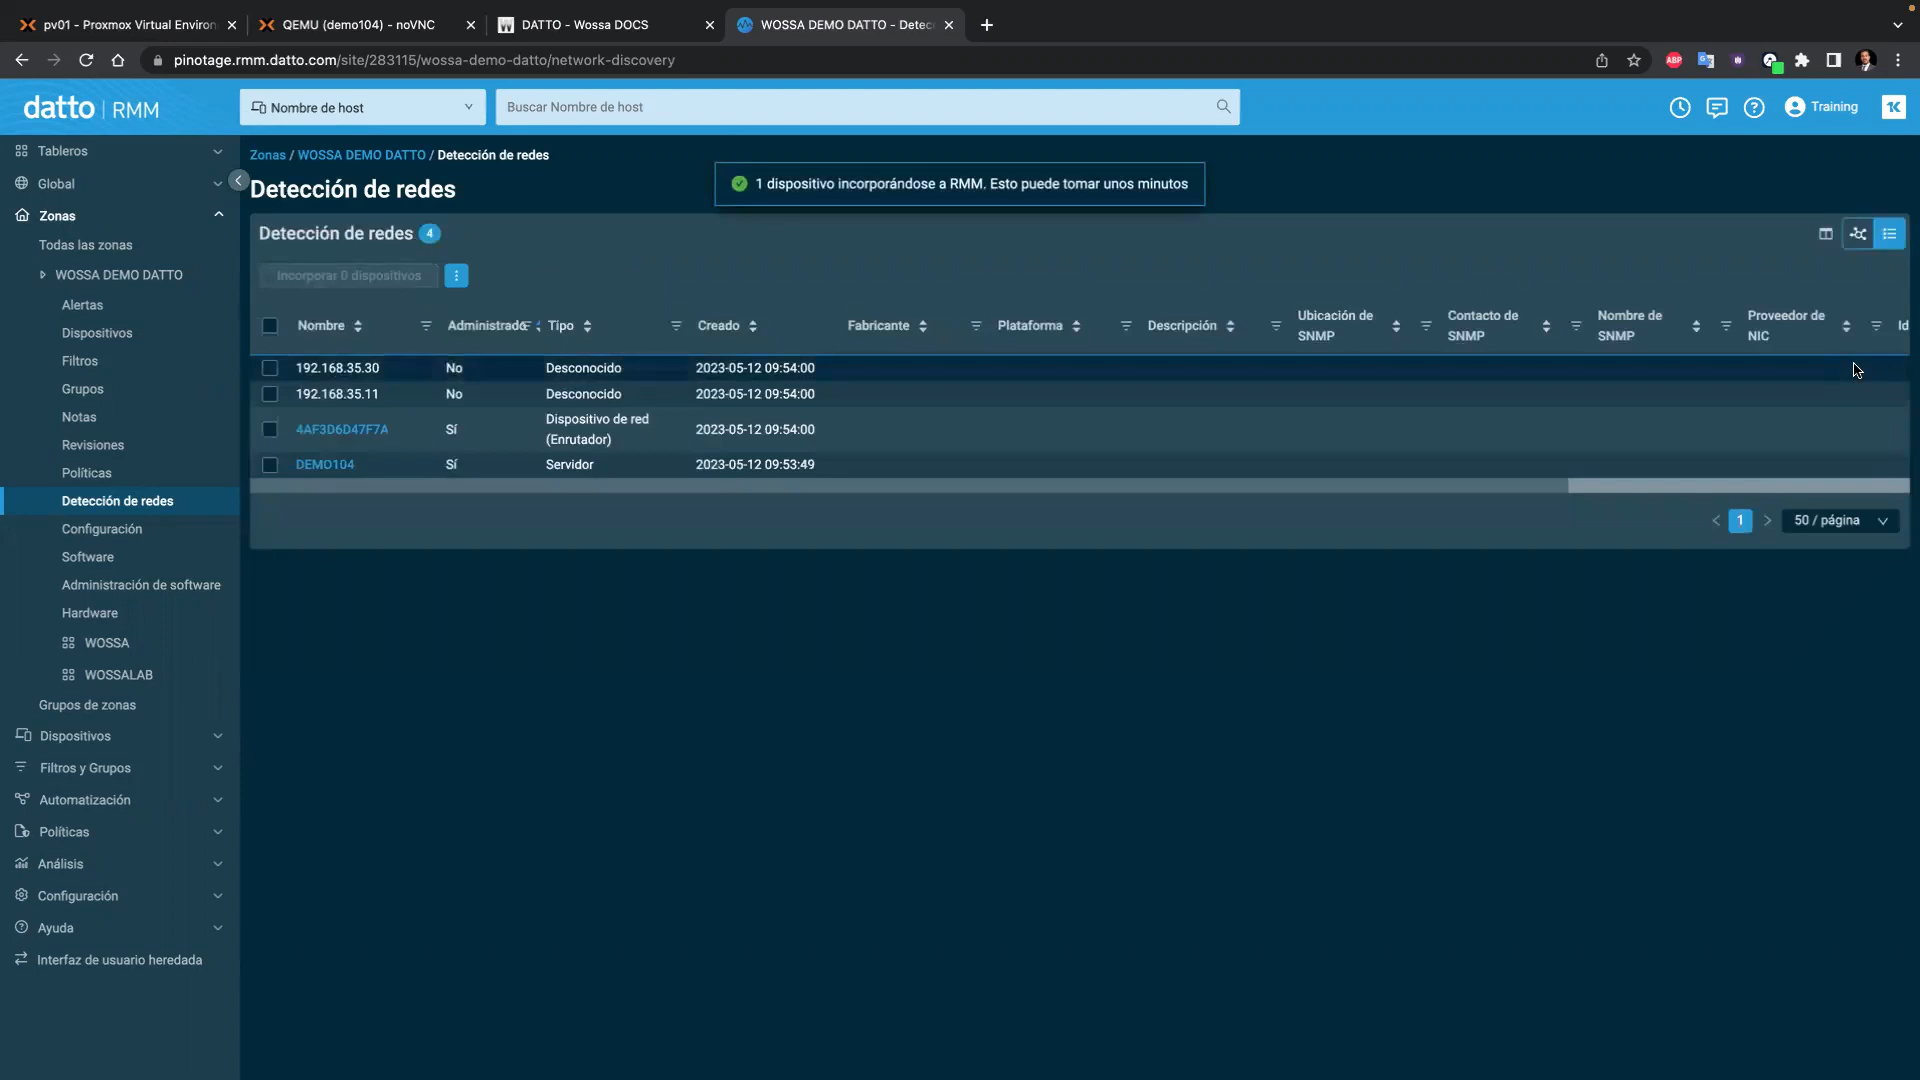 pv01 - Proxmox Virtual Environ
QEMU (demo104) - noVNC
DATTO - Wossa DOCS
WOSSA DEMO DATTO - Detec
pinotage.rmm.datto.com/site/283115/wossa-demo-datto/network-discovery
ABP
datto | RMM
Nombre de host
Buscar Nombre de host
Training
Tableros
Global
Zonas
Todas las zonas
WOSSA DEMO DATTO
Alertas
Dispositivos
Filtros
Grupos
Notas
Revisiones
Políticas
Detección de redes
Configuración
Software
Administración de software
Hardware
WOSSA
WOSSALAB
Grupos de zonas
Dispositivos
Filtros y Grupos
Automatización
Políticas
Análisis
Configuración
Ayuda
Interfaz de usuario heredada
Zonas / WOSSA DEMO DATTO / Detección de redes
Detección de redes
1 dispositivo incorporándose a RMM. Esto puede tomar unos minutos
Detección de redes 4
Incorporar 0 dispositivos
Nombre Administrado Tipo Creado Fabricante Plataforma Descripción Ubicación de SNMP Contacto de SNMP Nombre de SNMP Proveedor de NIC Id
192.168.35.30 No Desconocido 2023-05-12 09:54:00
192.168.35.11 No Desconocido 2023-05-12 09:54:00
4AF3D6D47F7A Sí Dispositivo de red (Enrutador) 2023-05-12 09:54:00
DEMO104 Sí Servidor 2023-05-12 09:53:49
< 1 > 50 / página